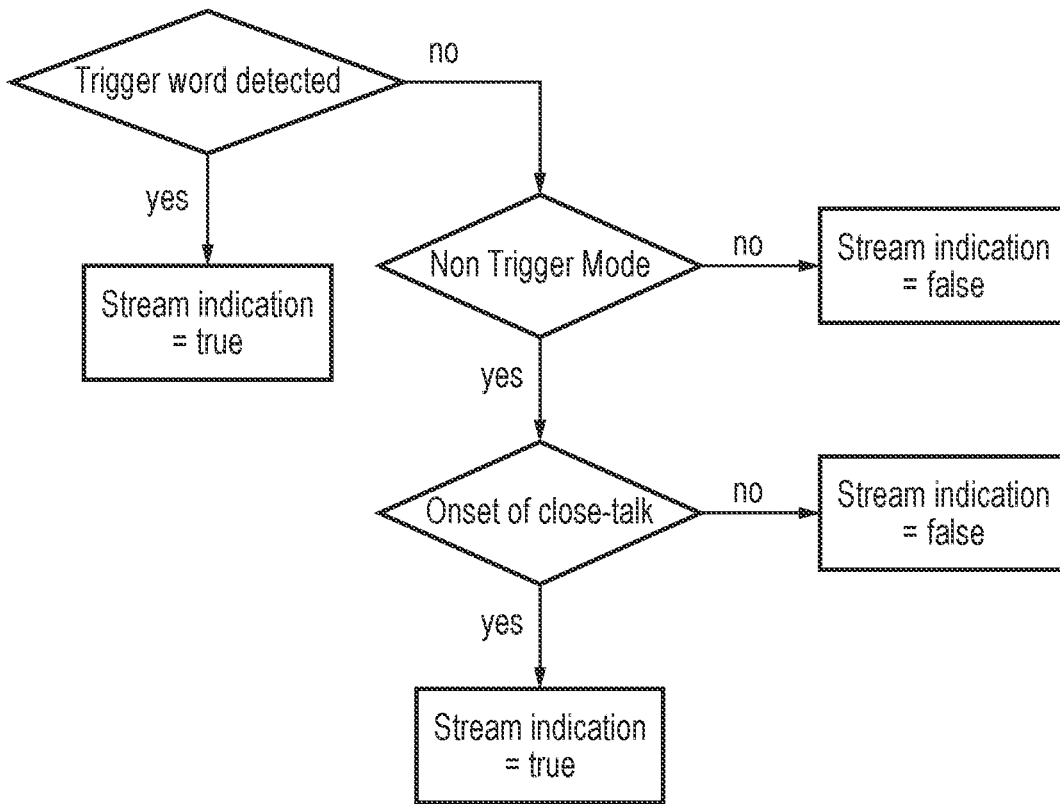 Trigger word detected
no
yes
Stream indication
= true
Non Trigger Mode
no
Stream indication
= false
yes
Onset of close-talk
no
Stream indication
= false
yes
Stream indication
= true